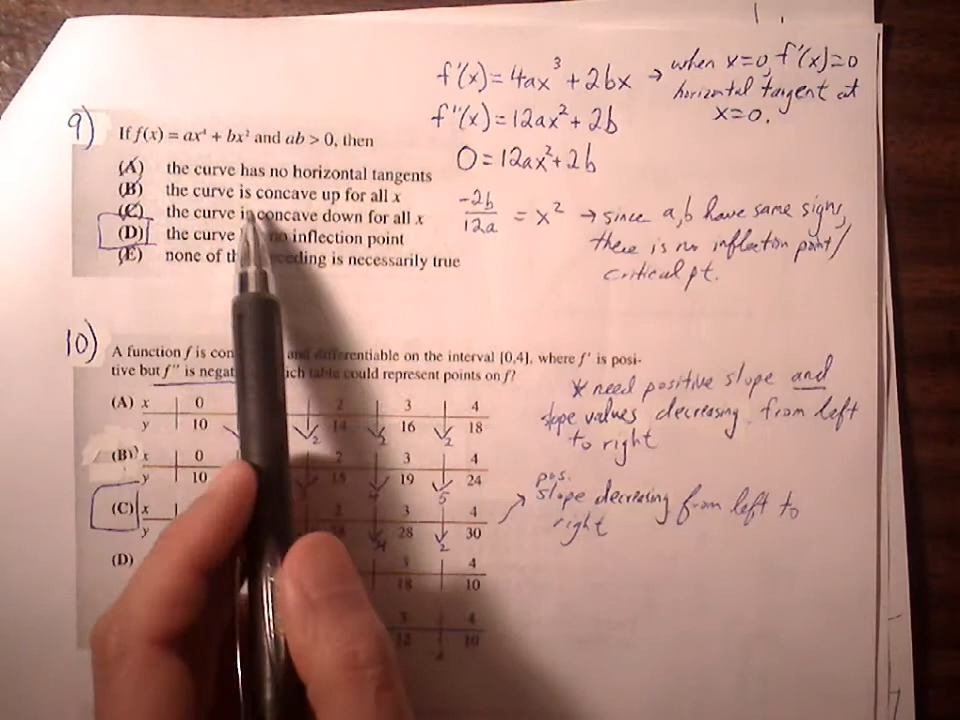 9)
If f(x) = ax⁴ + bx² and ab > 0, then
(A) the curve has no horizontal tangents
(B) the curve is concave up for all x
(C) the curve is concave down for all x
(D) the curve no inflection point
(E) none of th ceding is necessarily true
f'(x) = 4ax³ + 2bx → when x=0, f'(x)=0
horizontal tangent at
x=0.
f''(x) = 12ax² + 2b
0 = 12ax² + 2b
-2b/12a = x² → since a, b have same signs,
there is no inflection point/
critical pt.
10)
A function f is con and differentiable on the interval [0,4], where f' is posi-
tive but f'' is negat ich table could represent points on f?
(A) x 0 2 3 4
y 10 14 16 18
2 2 2
(B) x 0 2 3 4
y 10 15 19 24
5
(C) x 2 3 4
y 28 30
4 2
(D) 3 4
18 10
4
10
* need positive slope and
slope values decreasing from left
to right
→ pos.
slope decreasing from left to
right